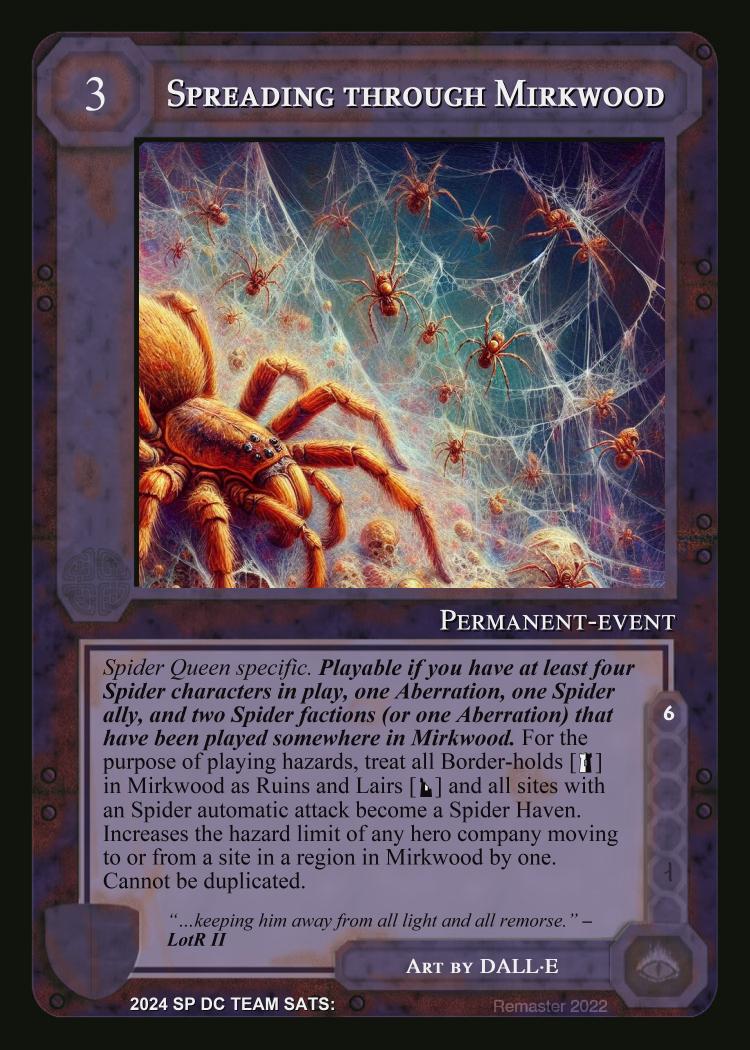 3
Spreading through Mirkwood
Permanent-event
Spider Queen specific. Playable if you have at least four
Spider characters in play, one Aberration, one Spider
ally, and two Spider factions (or one Aberration) that
have been played somewhere in Mirkwood. For the
purpose of playing hazards, treat all Border-holds [ ]
in Mirkwood as Ruins and Lairs [ ] and all sites with
an Spider automatic attack become a Spider Haven.
Increases the hazard limit of any hero company moving
to or from a site in a region in Mirkwood by one.
Cannot be duplicated.
6
“...keeping him away from all light and all remorse.” –
LotR II
Art by DALL·E
2024 SP DC TEAM SATS:
Remaster 2022